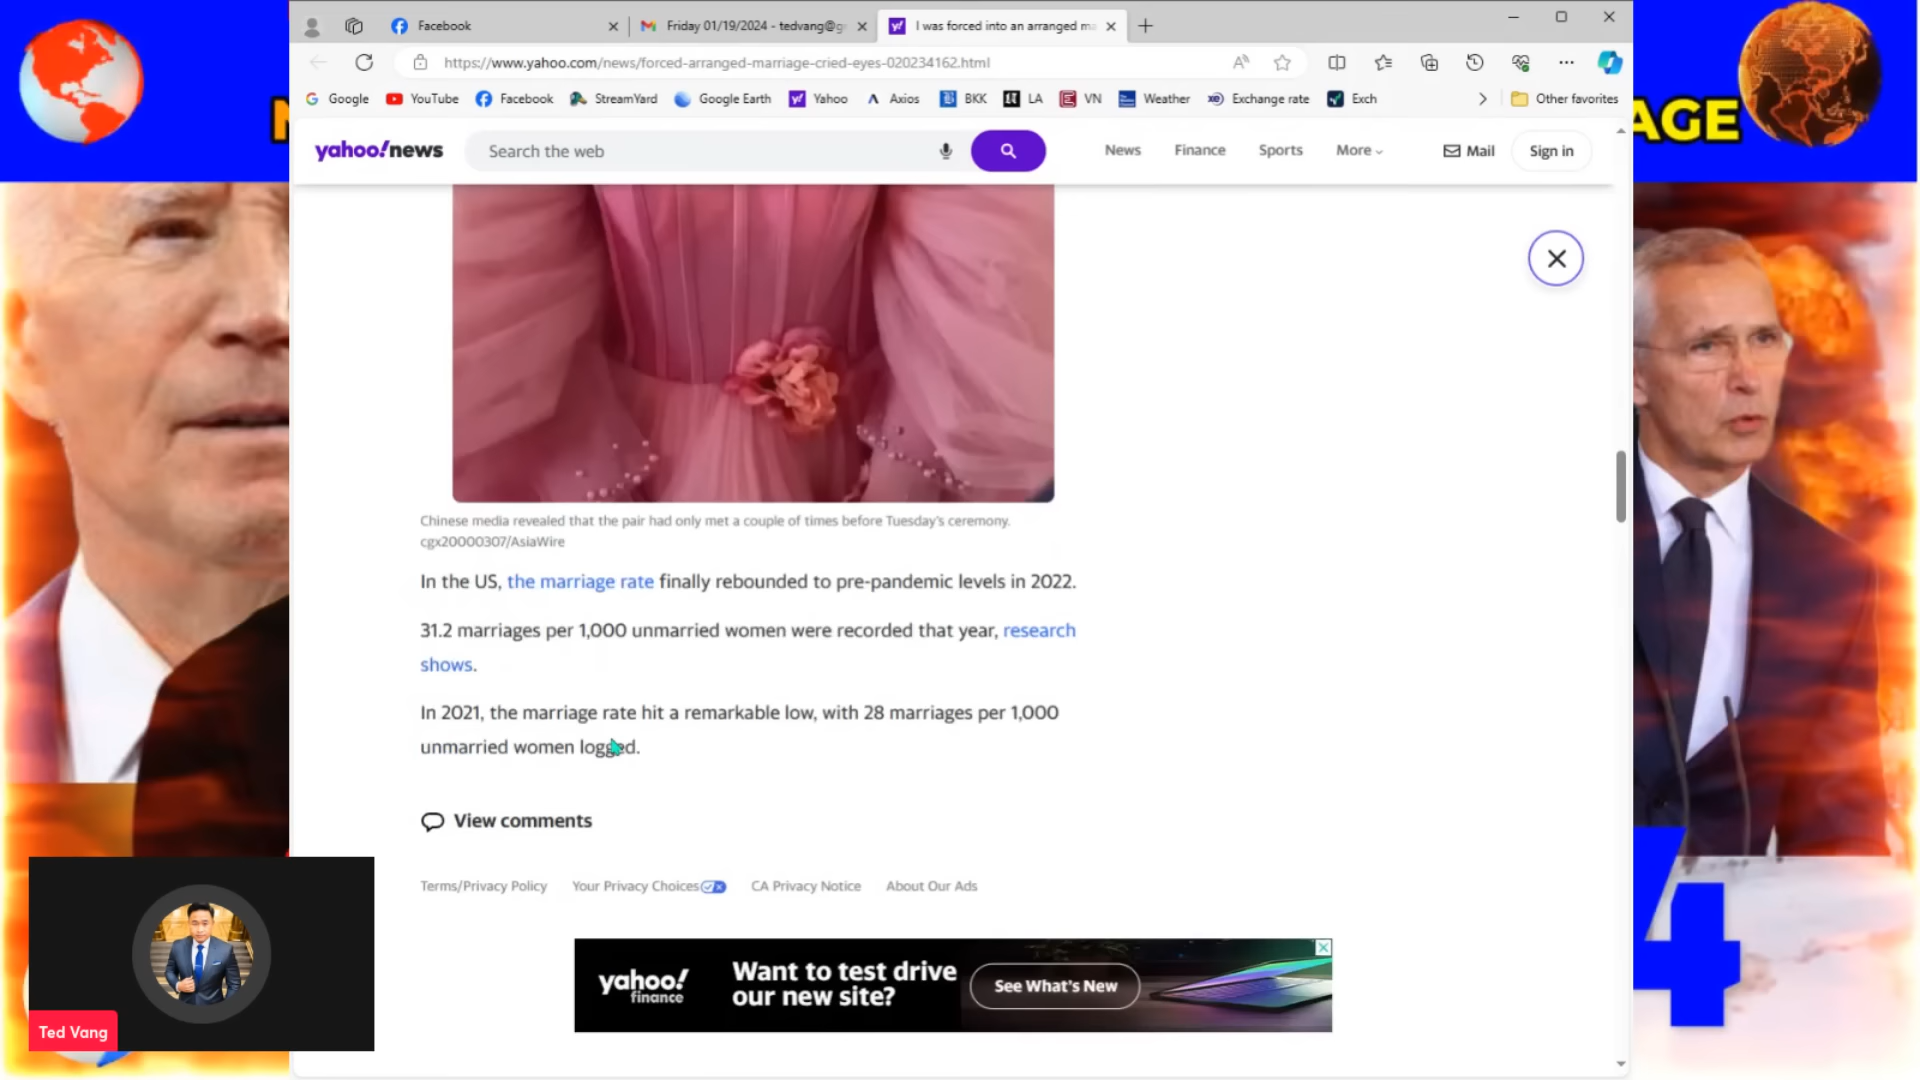 Facebook
Friday 01/19/2024 - tedvang@g
I was forced into an arranged ma
https://www.yahoo.com/news/forced-arranged-marriage-cried-eyes-020234162.html
Google
YouTube
Facebook
StreamYard
Google Earth
Yahoo
Axios
BKK
LA
VN
Weather
Exchange rate
Exch
Other favorites
AGE
yahoo!news
Search the web
News
Finance
Sports
More
Mail
Sign in
Chinese media revealed that the pair had only met a couple of times before Tuesday's ceremony.
cgx20000307/AsiaWire
In the US, the marriage rate finally rebounded to pre-pandemic levels in 2022.
31.2 marriages per 1,000 unmarried women were recorded that year, research
shows.
In 2021, the marriage rate hit a remarkable low, with 28 marriages per 1,000
unmarried women logged.
View comments
Terms/Privacy Policy
Your Privacy Choices
CA Privacy Notice
About Our Ads
yahoo!
finance
Want to test drive
our new site?
See What's New
Ted Vang
4